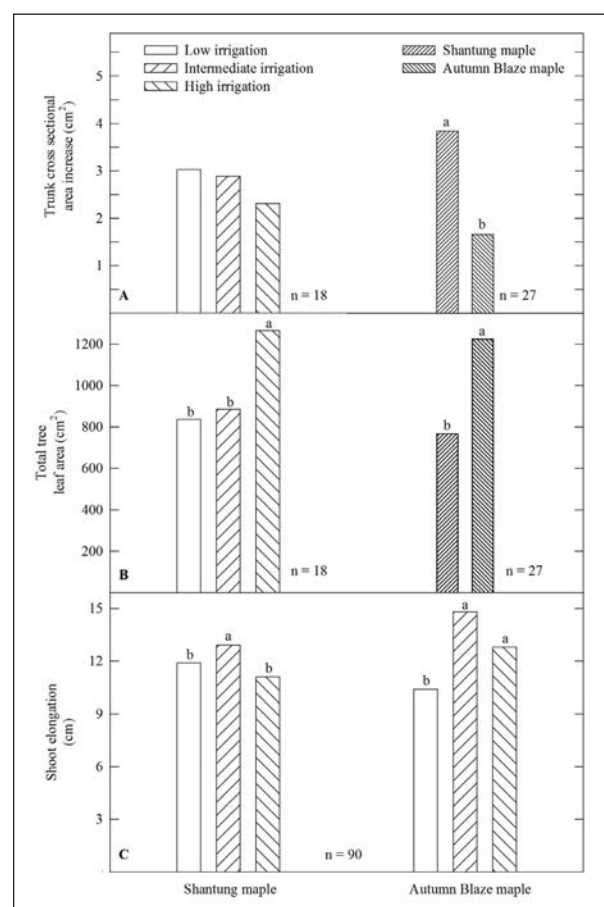 Low irrigation
Intermediate irrigation
High irrigation
Shantung maple
Autumn Blaze maple
Trunk cross sectional
area increase (cm²)
5
4
3
2
1
a
b
A
n = 18
n = 27
Total tree
leaf area (cm²)
1200
1000
800
600
400
200
b
b
a
b
a
B
n = 18
n = 27
Shoot elongation
(cm)
15
12
9
6
3
b
a
b
b
a
a
C
n = 90
Shantung maple
Autumn Blaze maple